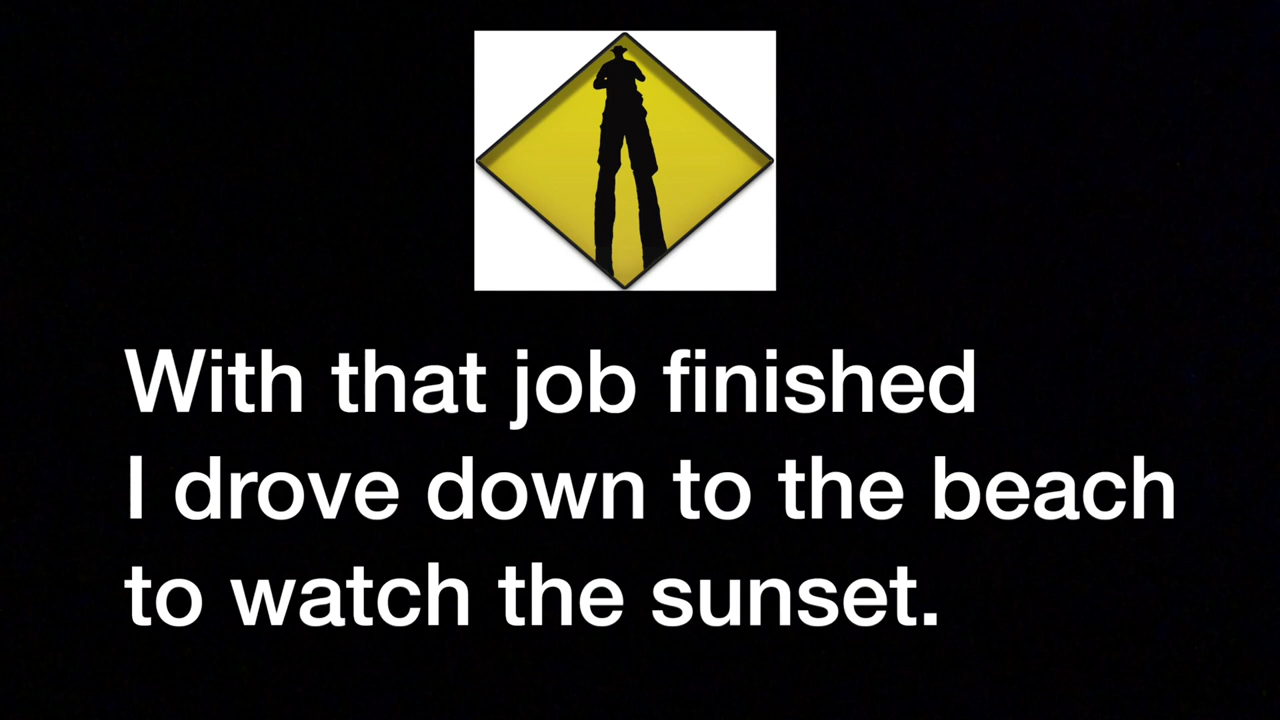 With that job finished
I drove down to the beach
to watch the sunset.